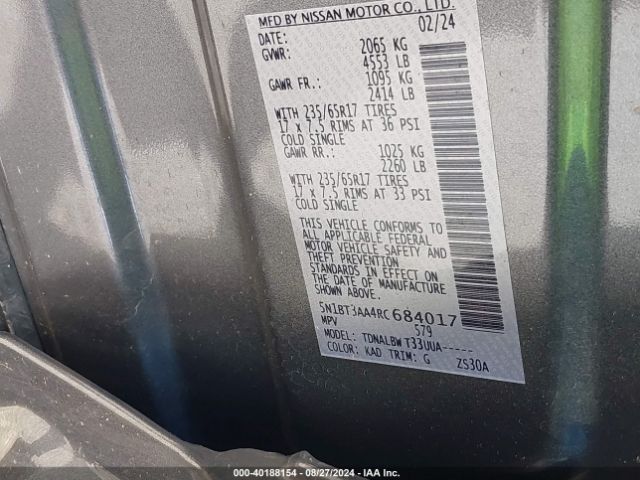 MFD BY NISSAN MOTOR CO., LTD.
DATE: 02/24
GVWR: 2065 KG
4553 LB
GAWR FR.: 1095 KG
2414 LB
WITH 235/65R17 TIRES
17 x 7.5 RIMS AT 36 PSI
COLD SINGLE
GAWR RR.: 1025 KG
2260 LB
WITH 235/65R17 TIRES
17 x 7.5 RIMS AT 33 PSI
COLD SINGLE
THIS VEHICLE CONFORMS TO
ALL APPLICABLE FEDERAL
MOTOR VEHICLE SAFETY AND
THEFT PREVENTION
STANDARDS IN EFFECT ON
THE DATE OF MANUFACTURE
SHOWN ABOVE
5N1BT3AA4RC684017
MPV 579
MODEL: TDNALBW T33UUA-----
COLOR: KAD TRIM: G ZS30A
©40-40188154 - 08/27/2024 - IAA Inc.